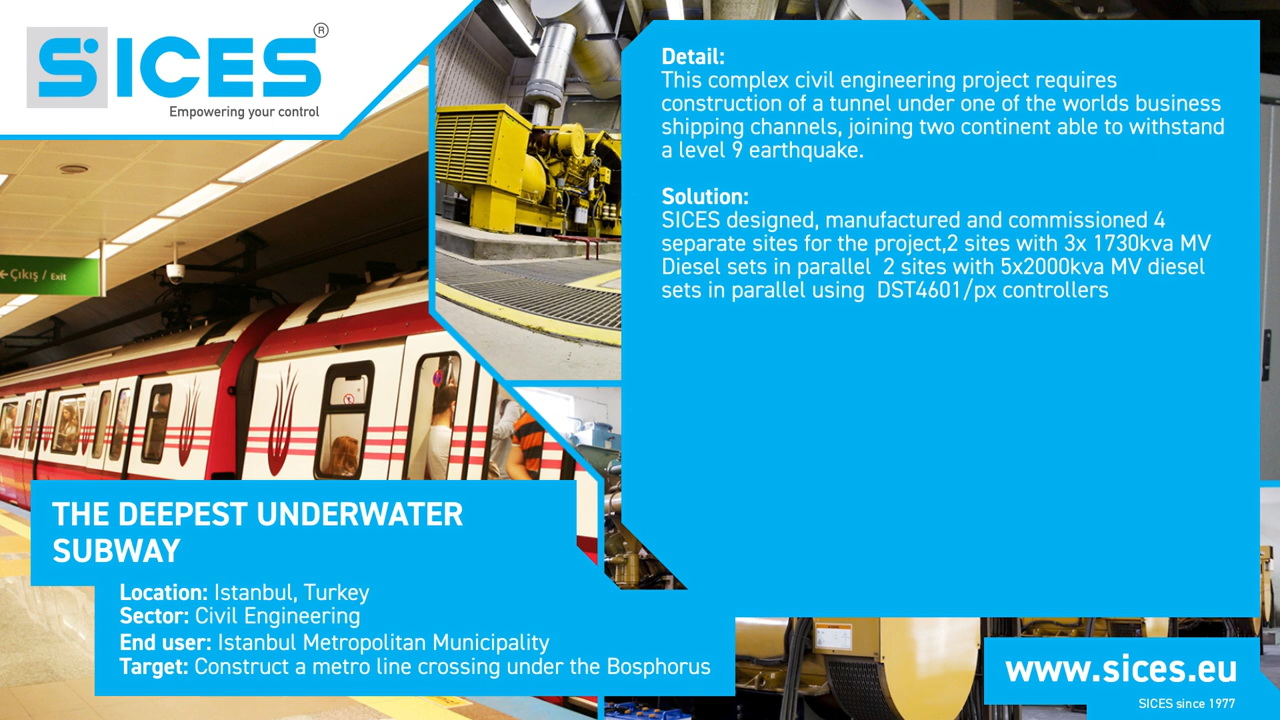 SICES ®
Empowering your control
Çıkış / Exit
THE DEEPEST UNDERWATER
SUBWAY
Location: Istanbul, Turkey
Sector: Civil Engineering
End user: Istanbul Metropolitan Municipality
Target: Construct a metro line crossing under the Bosphorus
Detail:
This complex civil engineering project requires
construction of a tunnel under one of the worlds business
shipping channels, joining two continent able to withstand
a level 9 earthquake.
Solution:
SICES designed, manufactured and commissioned 4
separate sites for the project,2 sites with 3x 1730kva MV
Diesel sets in parallel  2 sites with 5x2000kva MV diesel
sets in parallel using  DST4601/px controllers
www.sices.eu
SICES since 1977